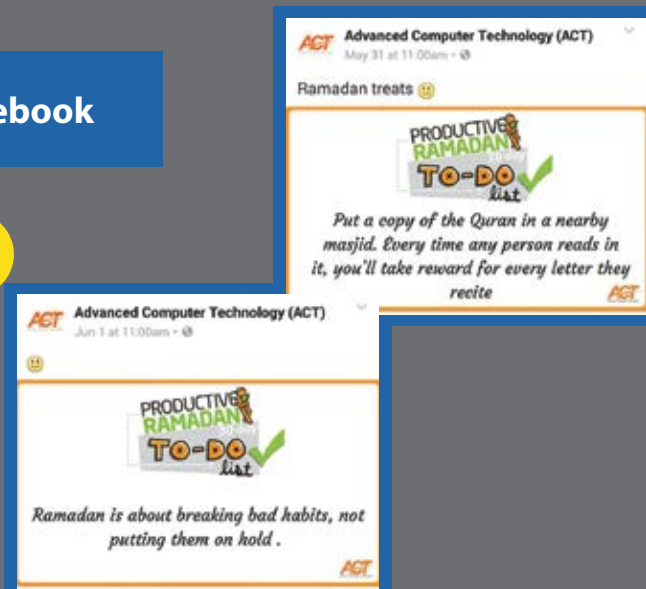 ebook
ACT Advanced Computer Technology (ACT)
May 31 at 11:00am
Ramadan treats
PRODUCTIVE
RAMADAN
TO-DO
list
Put a copy of the Quran in a nearby
masjid. Every time any person reads in
it, you'll take reward for every letter they
recite
ACT
ACT Advanced Computer Technology (ACT)
Jun 1 at 11:00am
PRODUCTIVE
RAMADAN
TO-DO
list
Ramadan is about breaking bad habits, not
putting them on hold .
ACT